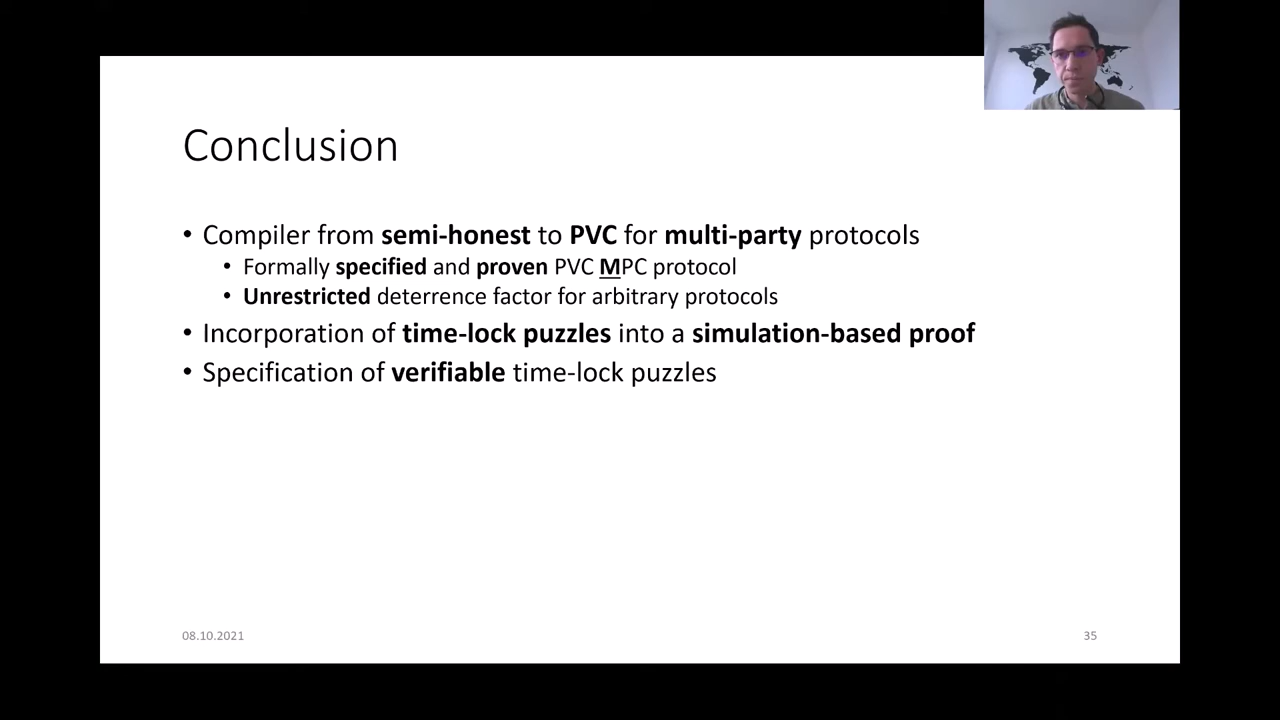 Conclusion
• Compiler from semi-honest to PVC for multi-party protocols
• Formally specified and proven PVC MPC protocol
• Unrestricted deterrence factor for arbitrary protocols
• Incorporation of time-lock puzzles into a simulation-based proof
• Specification of verifiable time-lock puzzles
08.10.2021
35